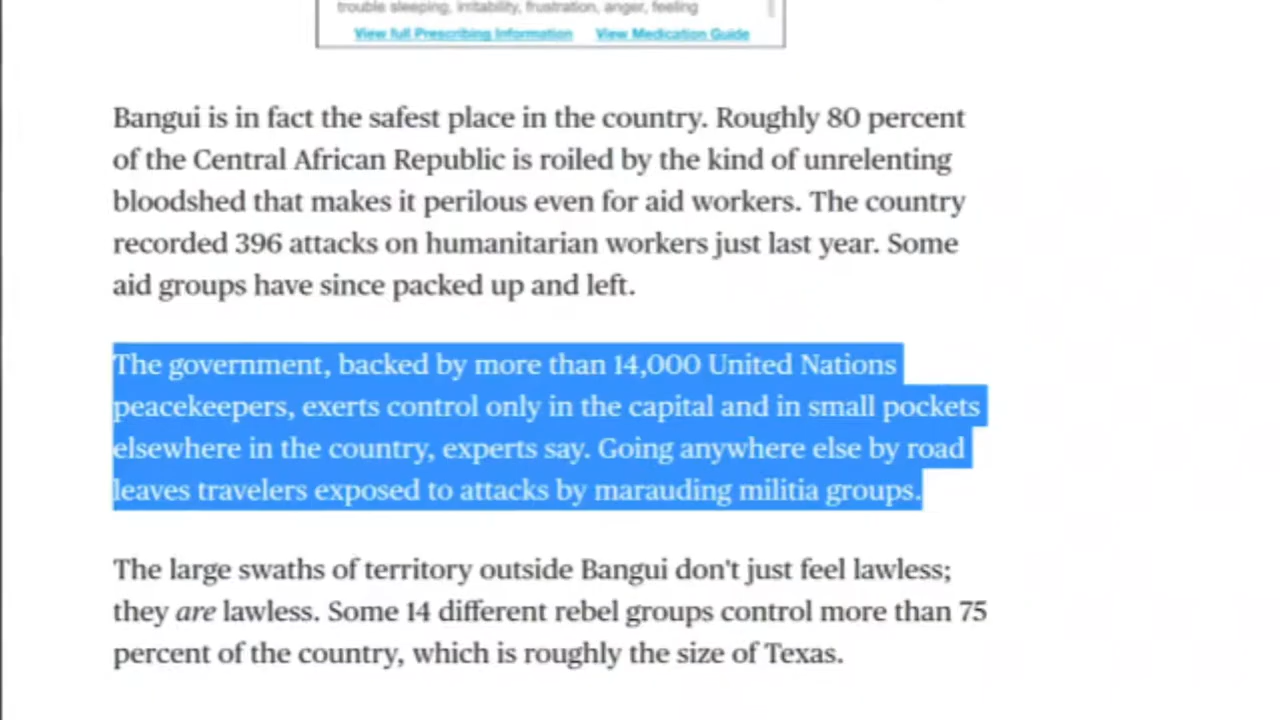 trouble sleeping, irritability, frustration, anger, feeling
View full Prescribing Information View Medication Guide
Bangui is in fact the safest place in the country. Roughly 80 percent
of the Central African Republic is roiled by the kind of unrelenting
bloodshed that makes it perilous even for aid workers. The country
recorded 396 attacks on humanitarian workers just last year. Some
aid groups have since packed up and left.
The government, backed by more than 14,000 United Nations
peacekeepers, exerts control only in the capital and in small pockets
elsewhere in the country, experts say. Going anywhere else by road
leaves travelers exposed to attacks by marauding militia groups.
The large swaths of territory outside Bangui don't just feel lawless;
they are lawless. Some 14 different rebel groups control more than 75
percent of the country, which is roughly the size of Texas.